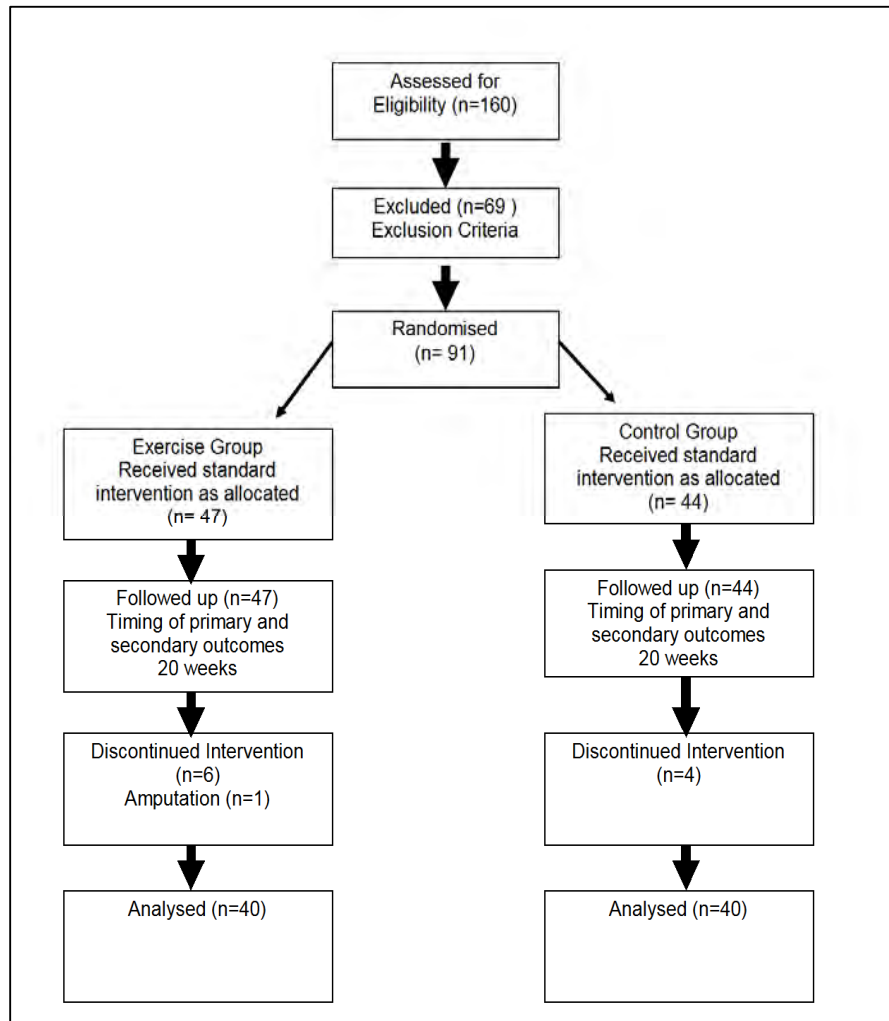 Assessed for
Eligibility (n=160)
Excluded (n=69 )
Exclusion Criteria
Randomised
(n= 91)
Exercise Group
Received standard
intervention as allocated
(n= 47)
Control Group
Received standard
intervention as allocated
(n= 44)
Followed up (n=47)
Timing of primary and
secondary outcomes
20 weeks
Followed up (n=44)
Timing of primary and
secondary outcomes
20 weeks
Discontinued Intervention
(n=6)
Amputation (n=1)
Discontinued Intervention
(n=4)
Analysed (n=40)
Analysed (n=40)